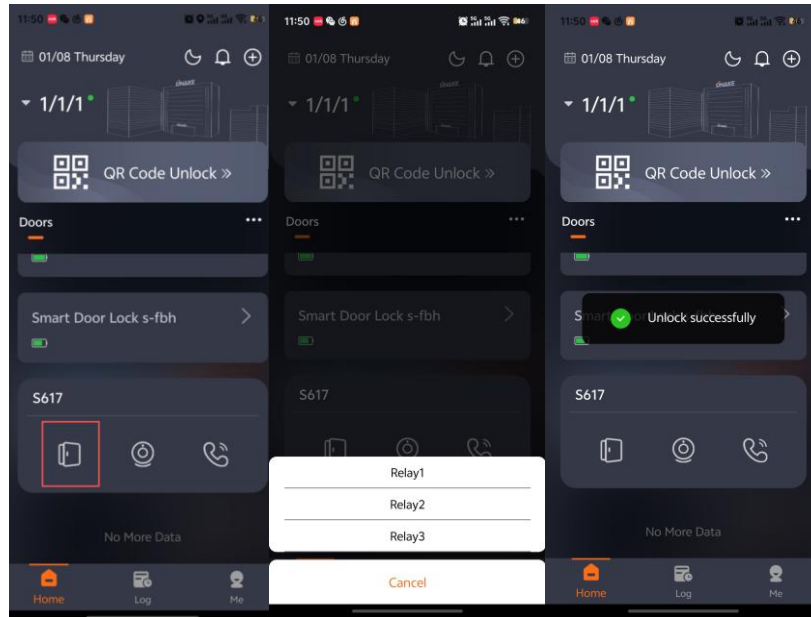 11:50
01/08 Thursday
DNAKE
1/1/1
QR Code Unlock »
Doors
Smart Door Lock s-fbh
S617
No More Data
Home
Log
Me
11:50
01/08 Thursday
1/1/1
QR Code Unlock »
Doors
Smart Door Lock s-fbh
S617
Relay1
Relay2
Relay3
Cancel
11:50
01/08 Thursday
DNAKE
1/1/1
QR Code Unlock »
Doors
Unlock successfully
S617
No More Data
Home
Log
Me